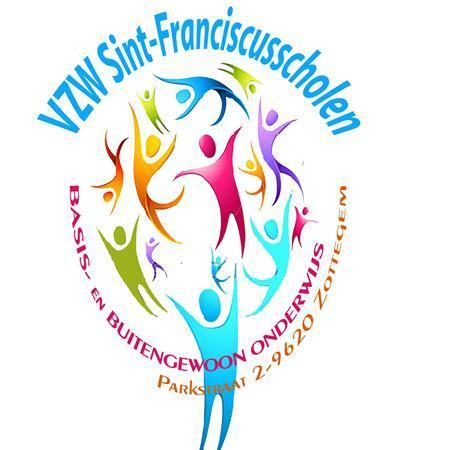 VZW Sint-Franciscusscholen
BASIS- EN BUITENGEWOON ONDERWIJS
PARKSTRAAT 2-9620 ZOTTEGEM